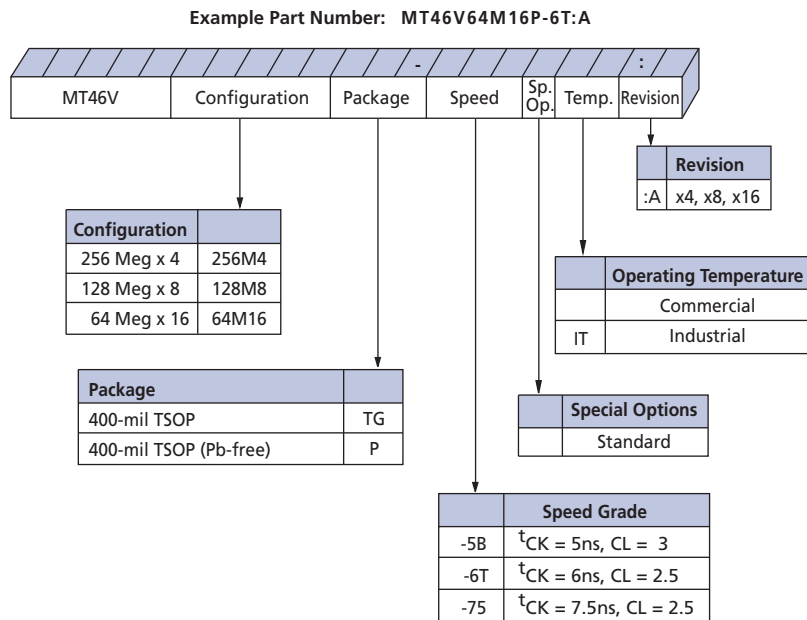 Example Part Number: MT46V64M16P-6T:A
- :
MT46V Configuration Package Speed Sp. Op. Temp. Revision
Revision
:A x4, x8, x16
Configuration
256 Meg x 4 256M4
128 Meg x 8 128M8
64 Meg x 16 64M16
Operating Temperature
Commercial
IT Industrial
Package
400-mil TSOP TG
400-mil TSOP (Pb-free) P
Special Options
Standard
Speed Grade
-5B tCK = 5ns, CL = 3
-6T tCK = 6ns, CL = 2.5
-75 tCK = 7.5ns, CL = 2.5